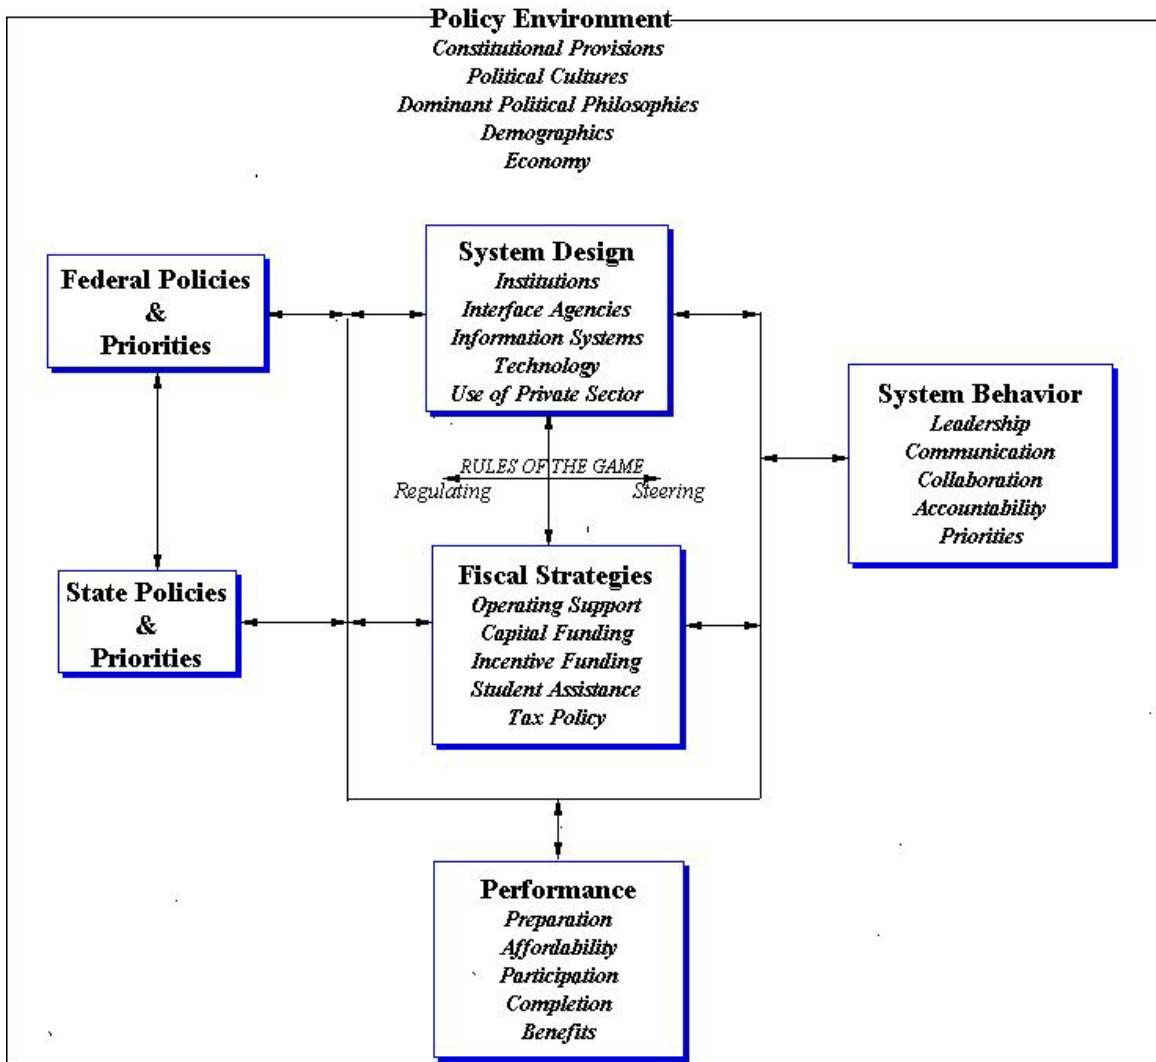 Policy Environment
Constitutional Provisions
Political Cultures
Dominant Political Philosophies
Demographics
Economy
Federal Policies
&
Priorities
System Design
Institutions
Interface Agencies
Information Systems
Technology
Use of Private Sector
System Behavior
Leadership
Communication
Collaboration
Accountability
Priorities
RULES OF THE GAME
Regulating
Steering
State Policies
&
Priorities
Fiscal Strategies
Operating Support
Capital Funding
Incentive Funding
Student Assistance
Tax Policy
Performance
Preparation
Affordability
Participation
Completion
Benefits